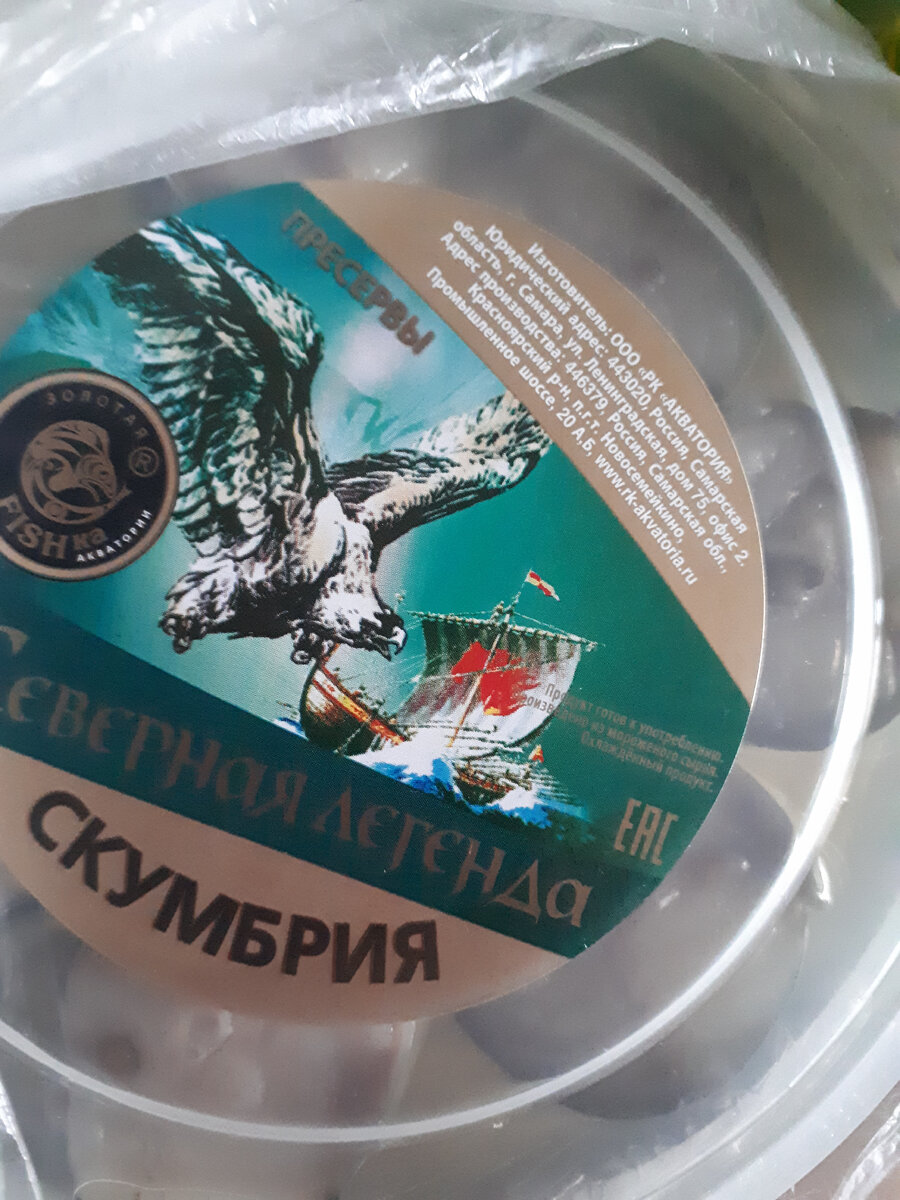 ПРЕСЕРВЫ
Изготовитель: ООО «РК «АКВАТОРИЯ»
Юридический адрес: 443020, Россия, Самарская
область, г. Самара, ул. Ленинградская, дом 75, офис 2.
Адрес производства: 446379, Россия, Самарская обл.,
Красноярский р-н, п.г.т. Новосемейкино,
Промышленное шоссе, 20 А,Б. www.rk-akvatoria.ru
ЗОЛОТАЯ
®
FISHка
АКВАТОРИИ
Продукт готов к употреблению.
Произведено из мороженого сырья.
Охлаждённый продукт.
ЕАС
Северная легенда
СКУМБРИЯ